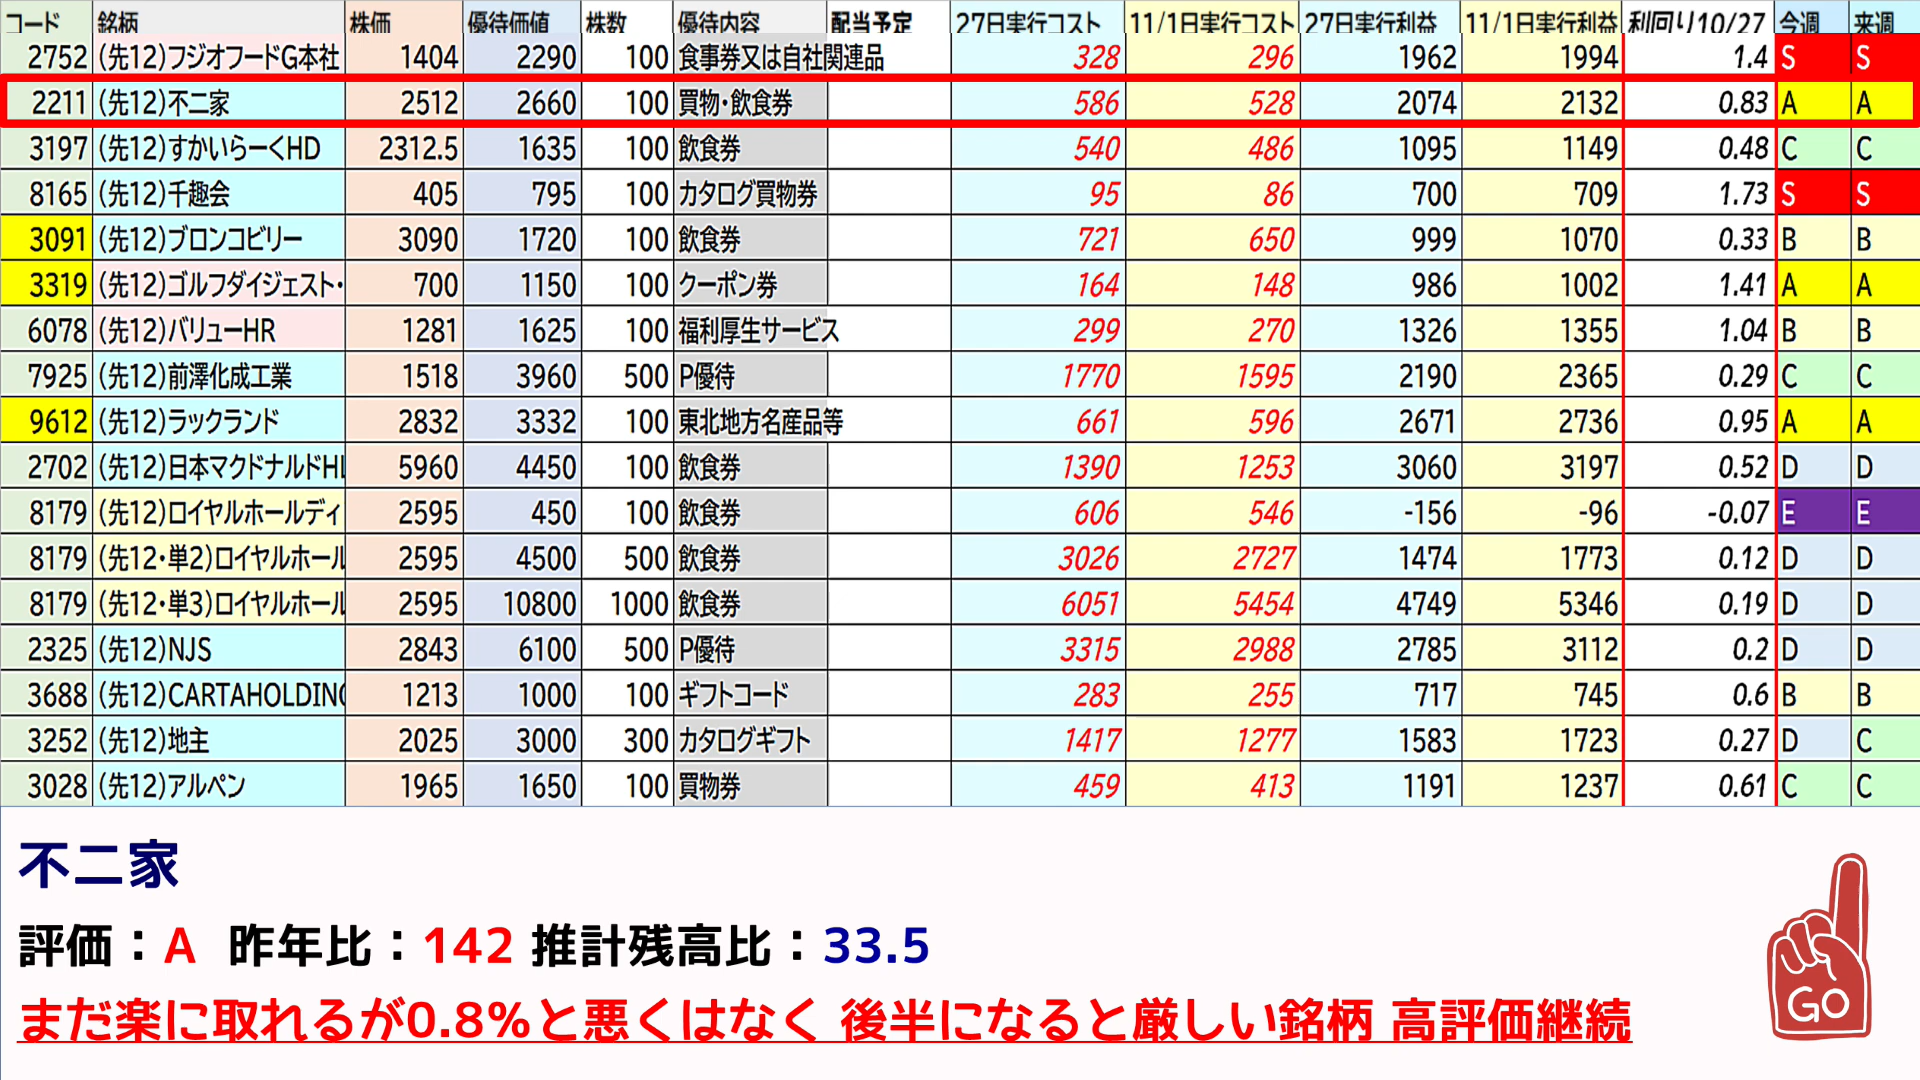 コード 銘柄 株価 優待価値 株数 優待内容 配当予定 27日実行コスト 11/1日実行コスト 27日実行利益 11/1日実行利益 利回り10/27 今週 来週
2752 (先12)フジオフードG本社 1404 2290 100 食事券又は自社関連品 328 296 1962 1994 1.4 S S
2211 (先12)不二家 2512 2660 100 買物・飲食券 586 528 2074 2132 0.83 A A
3197 (先12)すかいらーくHD 2312.5 1635 100 飲食券 540 486 1095 1149 0.48 C C
8165 (先12)千趣会 405 795 100 カタログ買物券 95 86 700 709 1.73 S S
3091 (先12)ブロンコビリー 3090 1720 100 飲食券 721 650 999 1070 0.33 B B
3319 (先12)ゴルフダイジェスト・ 700 1150 100 クーポン券 164 148 986 1002 1.41 A A
6078 (先12)バリューHR 1281 1625 100 福利厚生サービス 299 270 1326 1355 1.04 B B
7925 (先12)前澤化成工業 1518 3960 500 P優待 1770 1595 2190 2365 0.29 C C
9612 (先12)ラックランド 2832 3332 100 東北地方名産品等 661 596 2671 2736 0.95 A A
2702 (先12)日本マクドナルドHL 5960 4450 100 飲食券 1390 1253 3060 3197 0.52 D D
8179 (先12)ロイヤルホールディ 2595 450 100 飲食券 606 546 -156 -96 -0.07 E E
8179 (先12・単2)ロイヤルホール 2595 4500 500 飲食券 3026 2727 1474 1773 0.12 D D
8179 (先12・単3)ロイヤルホール 2595 10800 1000 飲食券 6051 5454 4749 5346 0.19 D D
2325 (先12)NJS 2843 6100 500 P優待 3315 2988 2785 3112 0.2 D D
3688 (先12)CARTAHOLDING 1213 1000 100 ギフトコード 283 255 717 745 0.6 B B
3252 (先12)地主 2025 3000 300 カタログギフト 1417 1277 1583 1723 0.27 D C
3028 (先12)アルペン 1965 1650 100 買物券 459 413 1191 1237 0.61 C C
不二家
評価：A 昨年比：142 推計残高比：33.5
まだ楽に取れるが0.8%と悪くはなく 後半になると厳しい銘柄 高評価継続
GO